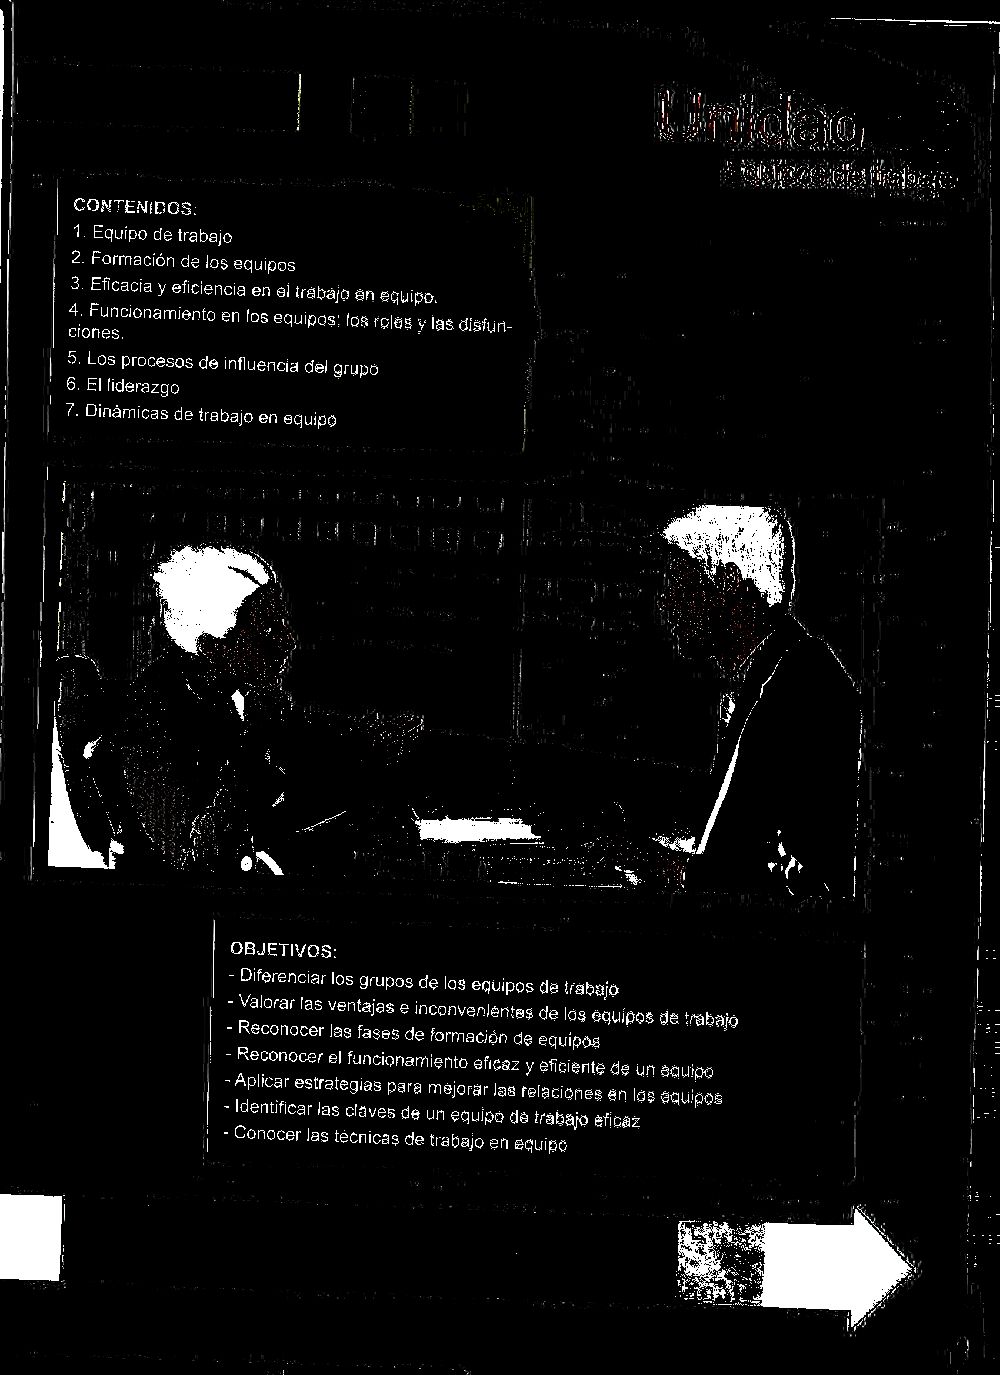 Unidad
Equipos de trabajo
CONTENIDOS:
1. Equipo de trabajo
2. Formación de los equipos
3. Eficacia y eficiencia en el trabajo en equipo.
4. Funcionamiento en los equipos: los roles y las disfun-
ciones.
5. Los procesos de influencia del grupo
6. El liderazgo
7. Dinámicas de trabajo en equipo
OBJETIVOS:
- Diferenciar los grupos de los equipos de trabajo
- Valorar las ventajas e inconvenientes de los equipos de trabajo
- Reconocer las fases de formación de equipos
- Reconocer el funcionamiento eficaz y eficiente de un equipo
- Aplicar estrategias para mejorar las relaciones en los equipos
- Identificar las claves de un equipo de trabajo eficaz
- Conocer las técnicas de trabajo en equipo